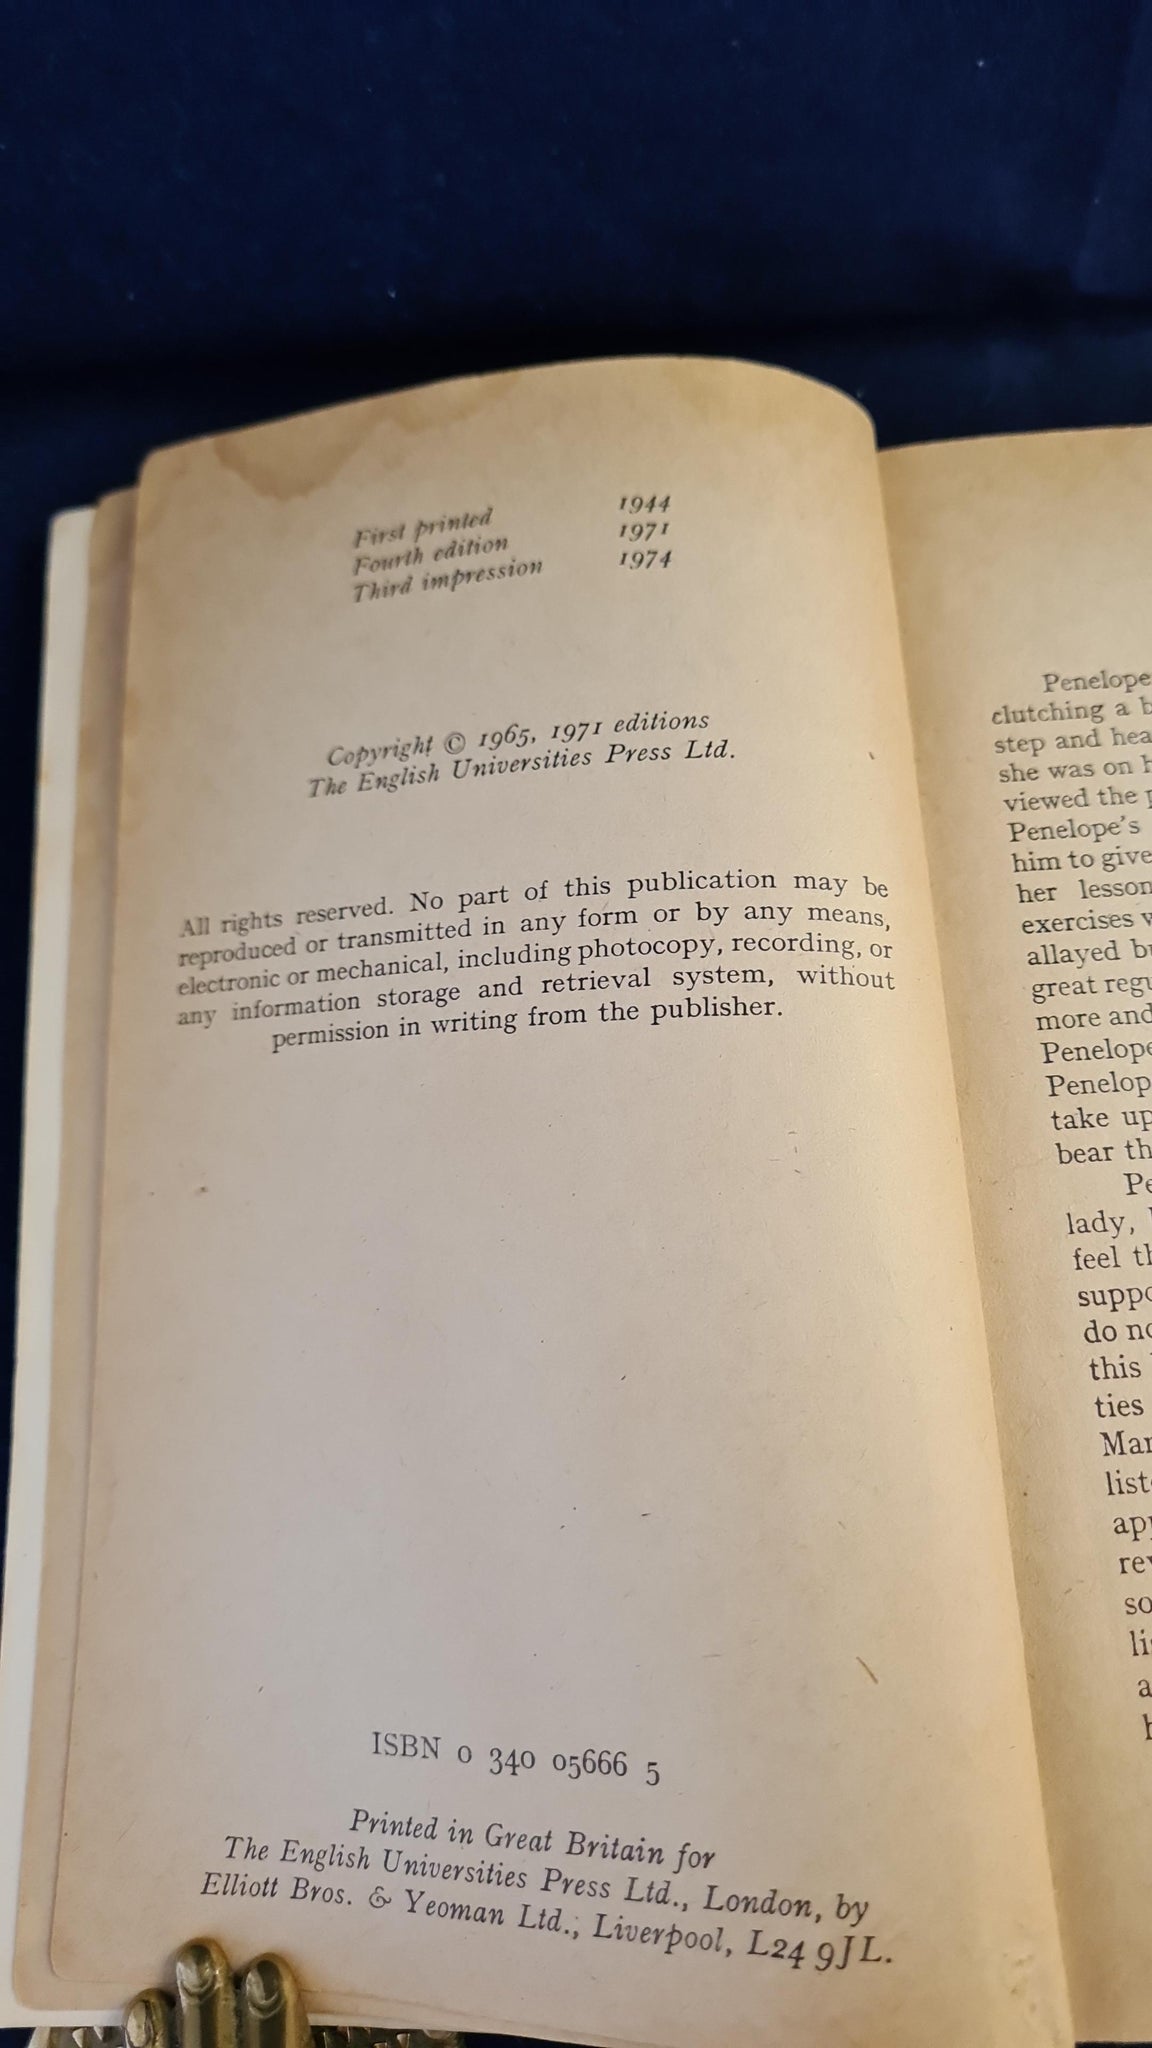 First printed 1944
Fourth edition 1971
Third impression 1974
Copyright © 1965, 1971 editions
The English Universities Press Ltd.
All rights reserved. No part of this publication may be
reproduced or transmitted in any form or by any means,
electronic or mechanical, including photocopy, recording, or
any information storage and retrieval system, without
permission in writing from the publisher.
ISBN 0 340 05666 5
Printed in Great Britain for
The English Universities Press Ltd., London, by
Elliott Bros. & Yeoman Ltd., Liverpool, L24 9JL.
Penelope
clutching a
step and
she was on
viewed the
Penelope's
him to give
her lesson
exercises
allayed
great
more and
Penelope
take up
bear
lady,
feel
do
this
ties